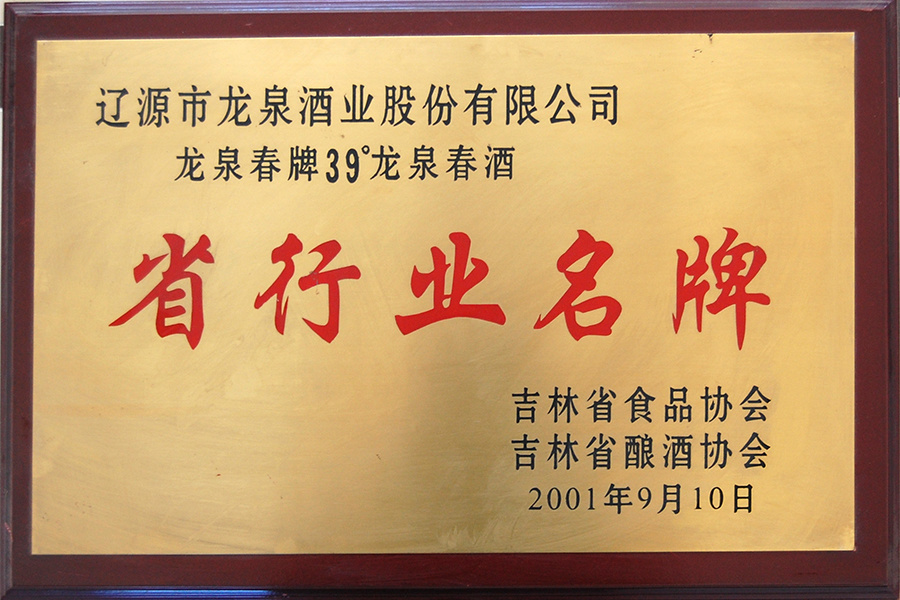 辽源市龙泉酒业股份有限公司
龙泉春牌39°龙泉春酒
省行业名牌
吉林省食品协会
吉林省酿酒协会
2001年9月10日